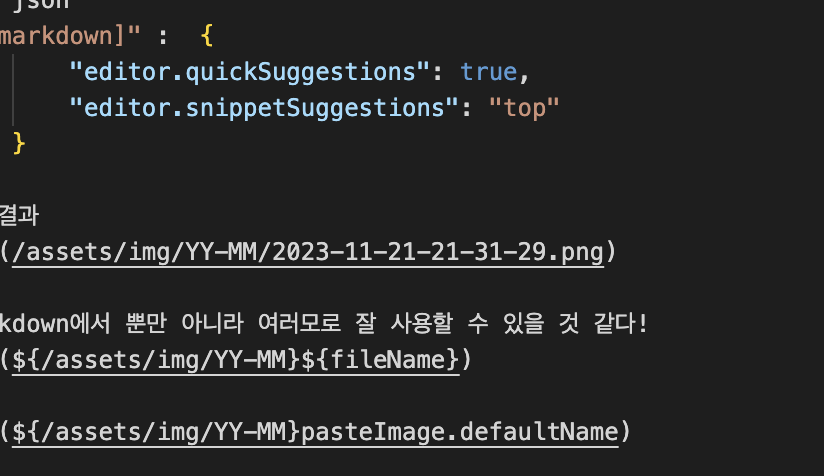 json
markdown]" :  {
"editor.quickSuggestions": true,
"editor.snippetSuggestions": "top"
}
결과
(/assets/img/YY-MM/2023-11-21-21-31-29.png)
kdown에서 뿐만 아니라 여러모로 잘 사용할 수 있을 것 같다!
(${/assets/img/YY-MM}${fileName})
(${/assets/img/YY-MM}pasteImage.defaultName)